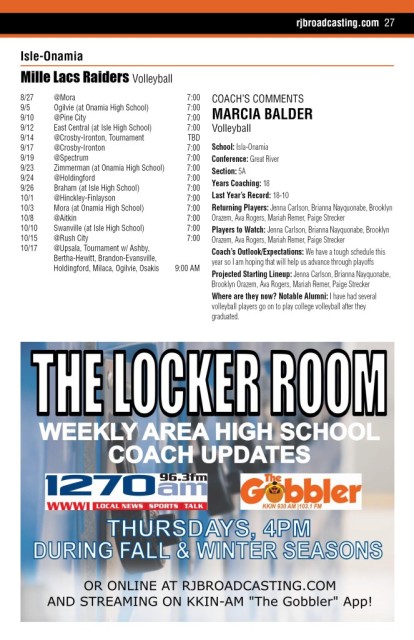 rjbroadcasting.com 27
Isle-Onamia
Mille Lacs Raiders Volleyball
8/27 @Mora 7:00
9/5 Ogilvie (at Onamia High School) 7:00
9/10 @Pine City 7:00
9/12 East Central (at Isle High School) 7:00
9/14 @Crosby-Ironton, Tournament TBD
9/17 @Crosby-Ironton 7:00
9/19 @Spectrum 7:00
9/23 Zimmerman (at Onamia High School) 7:00
9/24 @Holdingford 7:00
9/26 Braham (at Isle High School) 7:00
10/1 @Hinckley-Finlayson 7:00
10/3 Mora (at Onamia High School) 7:00
10/8 @Aitkin 7:00
10/10 Swanville (at Isle High School) 7:00
10/15 @Rush City 7:00
10/17 @Upsala, Tournament w/ Ashby,
Bertha-Hewitt, Brandon-Evansville,
Holdingford, Milaca, Ogilvie, Osakis 9:00 AM
COACH'S COMMENTS
MARCIA BALDER
Volleyball
School: Isla-Onamia
Conference: Great River
Section: 5A
Years Coaching: 18
Last Year's Record: 18-10
Returning Players: Jenna Carlson, Brianna Nayquonabe, Brooklyn
Orazem, Ava Rogers, Mariah Remer, Paige Strecker
Players to Watch: Jenna Carlson, Brianna Nayquonabe, Brooklyn
Orazem, Ava Rogers, Mariah Remer, Paige Strecker
Coach's Outlook/Expectations: We have a tough schedule this
year so I am hoping that will help us advance through playoffs
Projected Starting Lineup: Jenna Carlson, Brianna Nayquonabe,
Brooklyn Orazem, Ava Rogers, Mariah Remer, Paige Strecker
Where are they now? Notable Alumni: I have had several
volleyball players go on to play college volleyball after they
graduated.
THE LOCKER ROOM
WEEKLY AREA HIGH SCHOOL
COACH UPDATES
1270 am 96.3fm
WWWI LOCAL NEWS SPORTS TALK
The Gobbler
KKIN 930 AM | 103.1 FM
THURSDAYS, 4PM
DURING FALL & WINTER SEASONS
OR ONLINE AT RJBROADCASTING.COM
AND STREAMING ON KKIN-AM "The Gobbler" App!